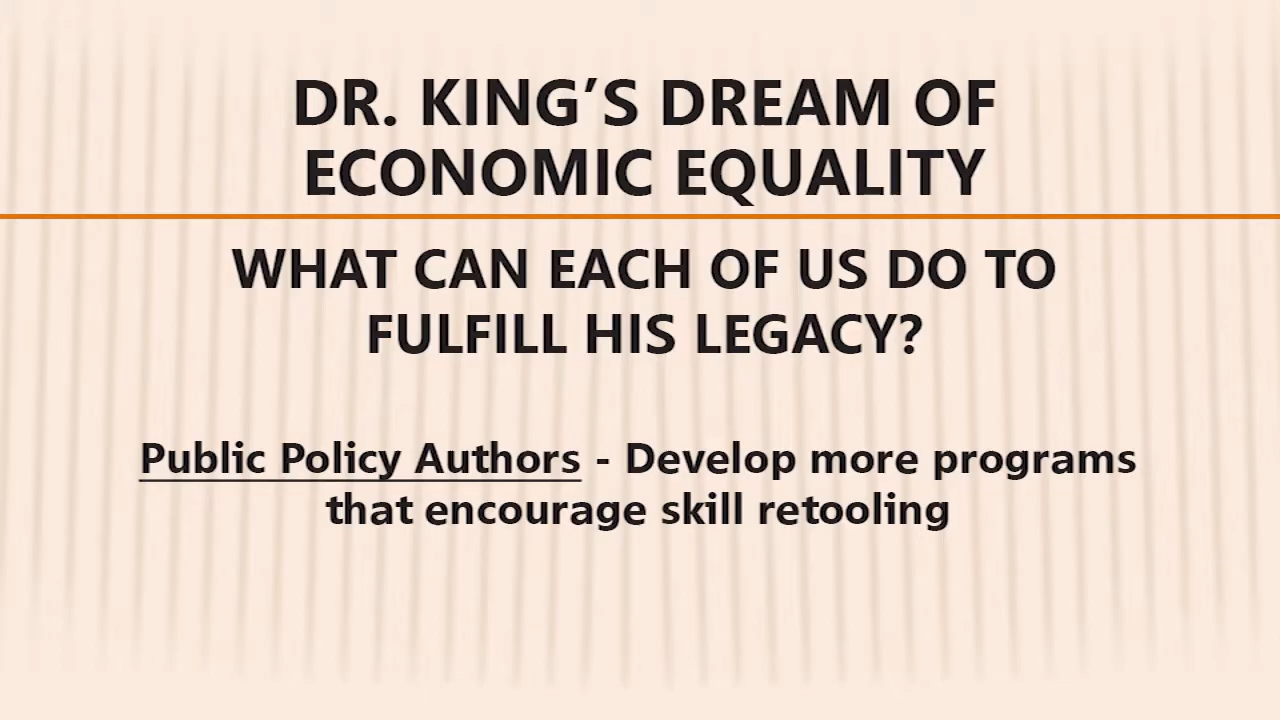 DR. KING’S DREAM OF
ECONOMIC EQUALITY
WHAT CAN EACH OF US DO TO
FULFILL HIS LEGACY?
Public Policy Authors - Develop more programs
that encourage skill retooling